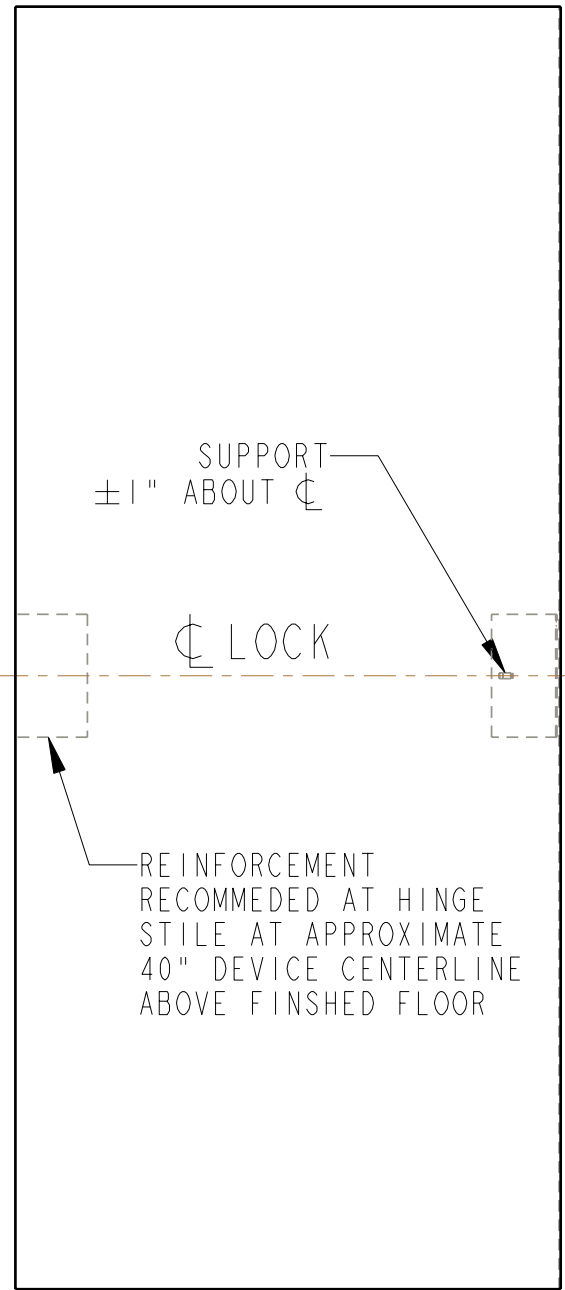 SUPPORT
±1" ABOUT ℄
℄ LOCK
REINFORCEMENT
RECOMMEDED AT HINGE
STILE AT APPROXIMATE
40" DEVICE CENTERLINE
ABOVE FINSHED FLOOR